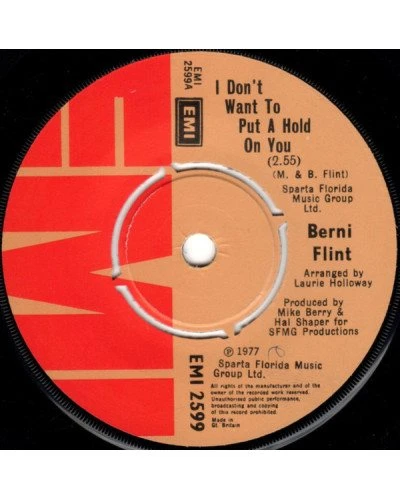 EMI
2599A
EMI
I Don't
Want To
Put A Hold
On You
(2.55)
(M. & B. Flint)
Sparta Florida
Music Group
Ltd.
Berni
Flint
Arranged by
Laurie Holloway
Produced by
Mike Berry &
Hal Shaper for
SFMG Productions
EMI 2599
℗ 1977
Sparta Florida Music
Group Ltd.
All rights of the manufacturer and of the
owner of the recorded work reserved.
Unauthorised public performance,
broadcasting and copying
of this record prohibited.
Made in
Gt. Britain
EMI